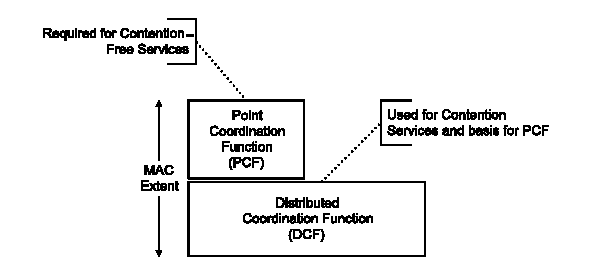 Required for Contention–
Free Services
Point
Coordination
Function
(PCF)
Used for Contention
Services and basis for PCF
MAC
Extent
Distributed
Coordination Function
(DCF)